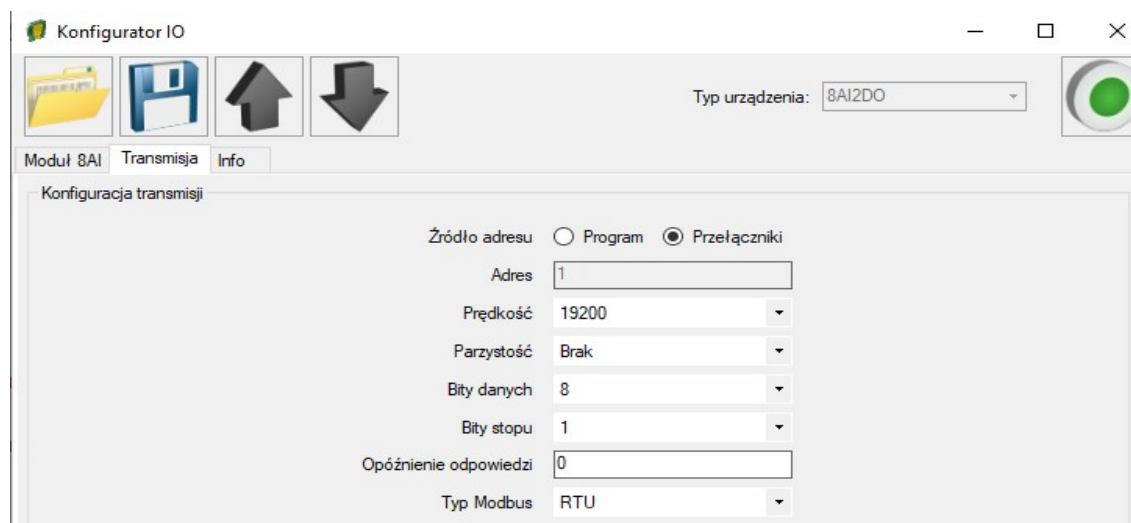 Konfigurator IO
Typ urządzenia: 8AI2DO
Moduł 8AI Transmisja Info
Konfiguracja transmisji
Źródło adresu Program Przełączniki
Adres 1
Prędkość 19200
Parzystość Brak
Bity danych 8
Bity stopu 1
Opóźnienie odpowiedzi 0
Typ Modbus RTU